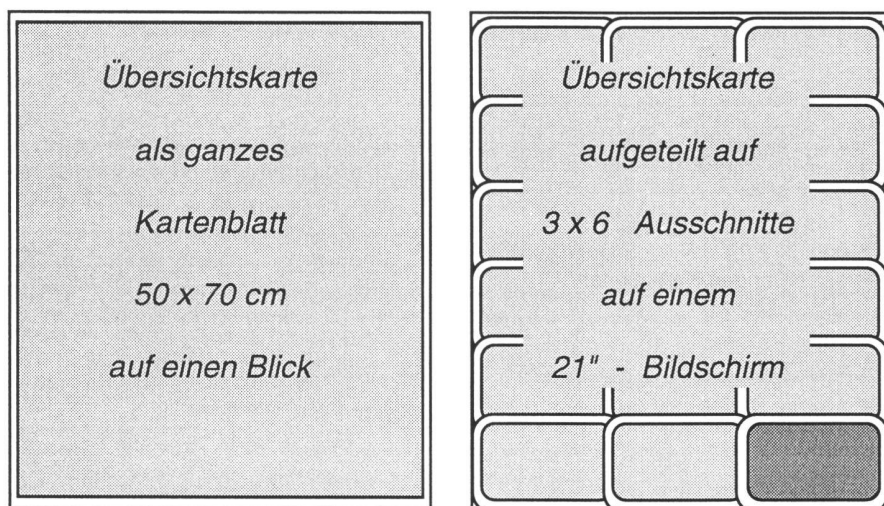 Übersichtskarte
als ganzes
Kartenblatt
50 x 70 cm
auf einen Blick
Übersichtskarte
aufgeteilt auf
3 x 6 Ausschnitte
auf einem
21" - Bildschirm